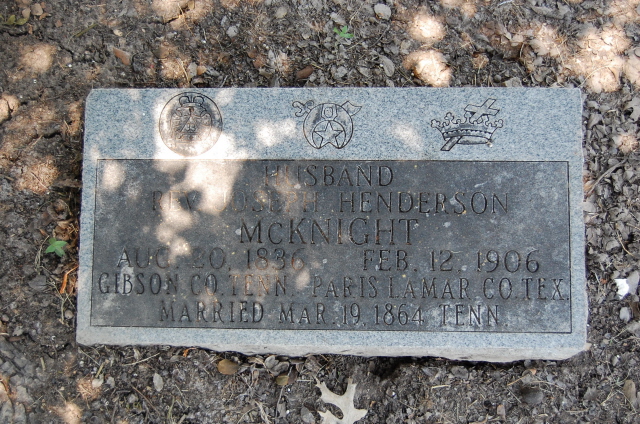 HUSBAND
REV. HENDERSON
McKNIGHT
AUG. 20, 1836 FEB. 12, 1906
GIBSON CO. TENN. PARIS LAMAR CO. TEX.
MARRIED MAR. 19, 1864 TENN.